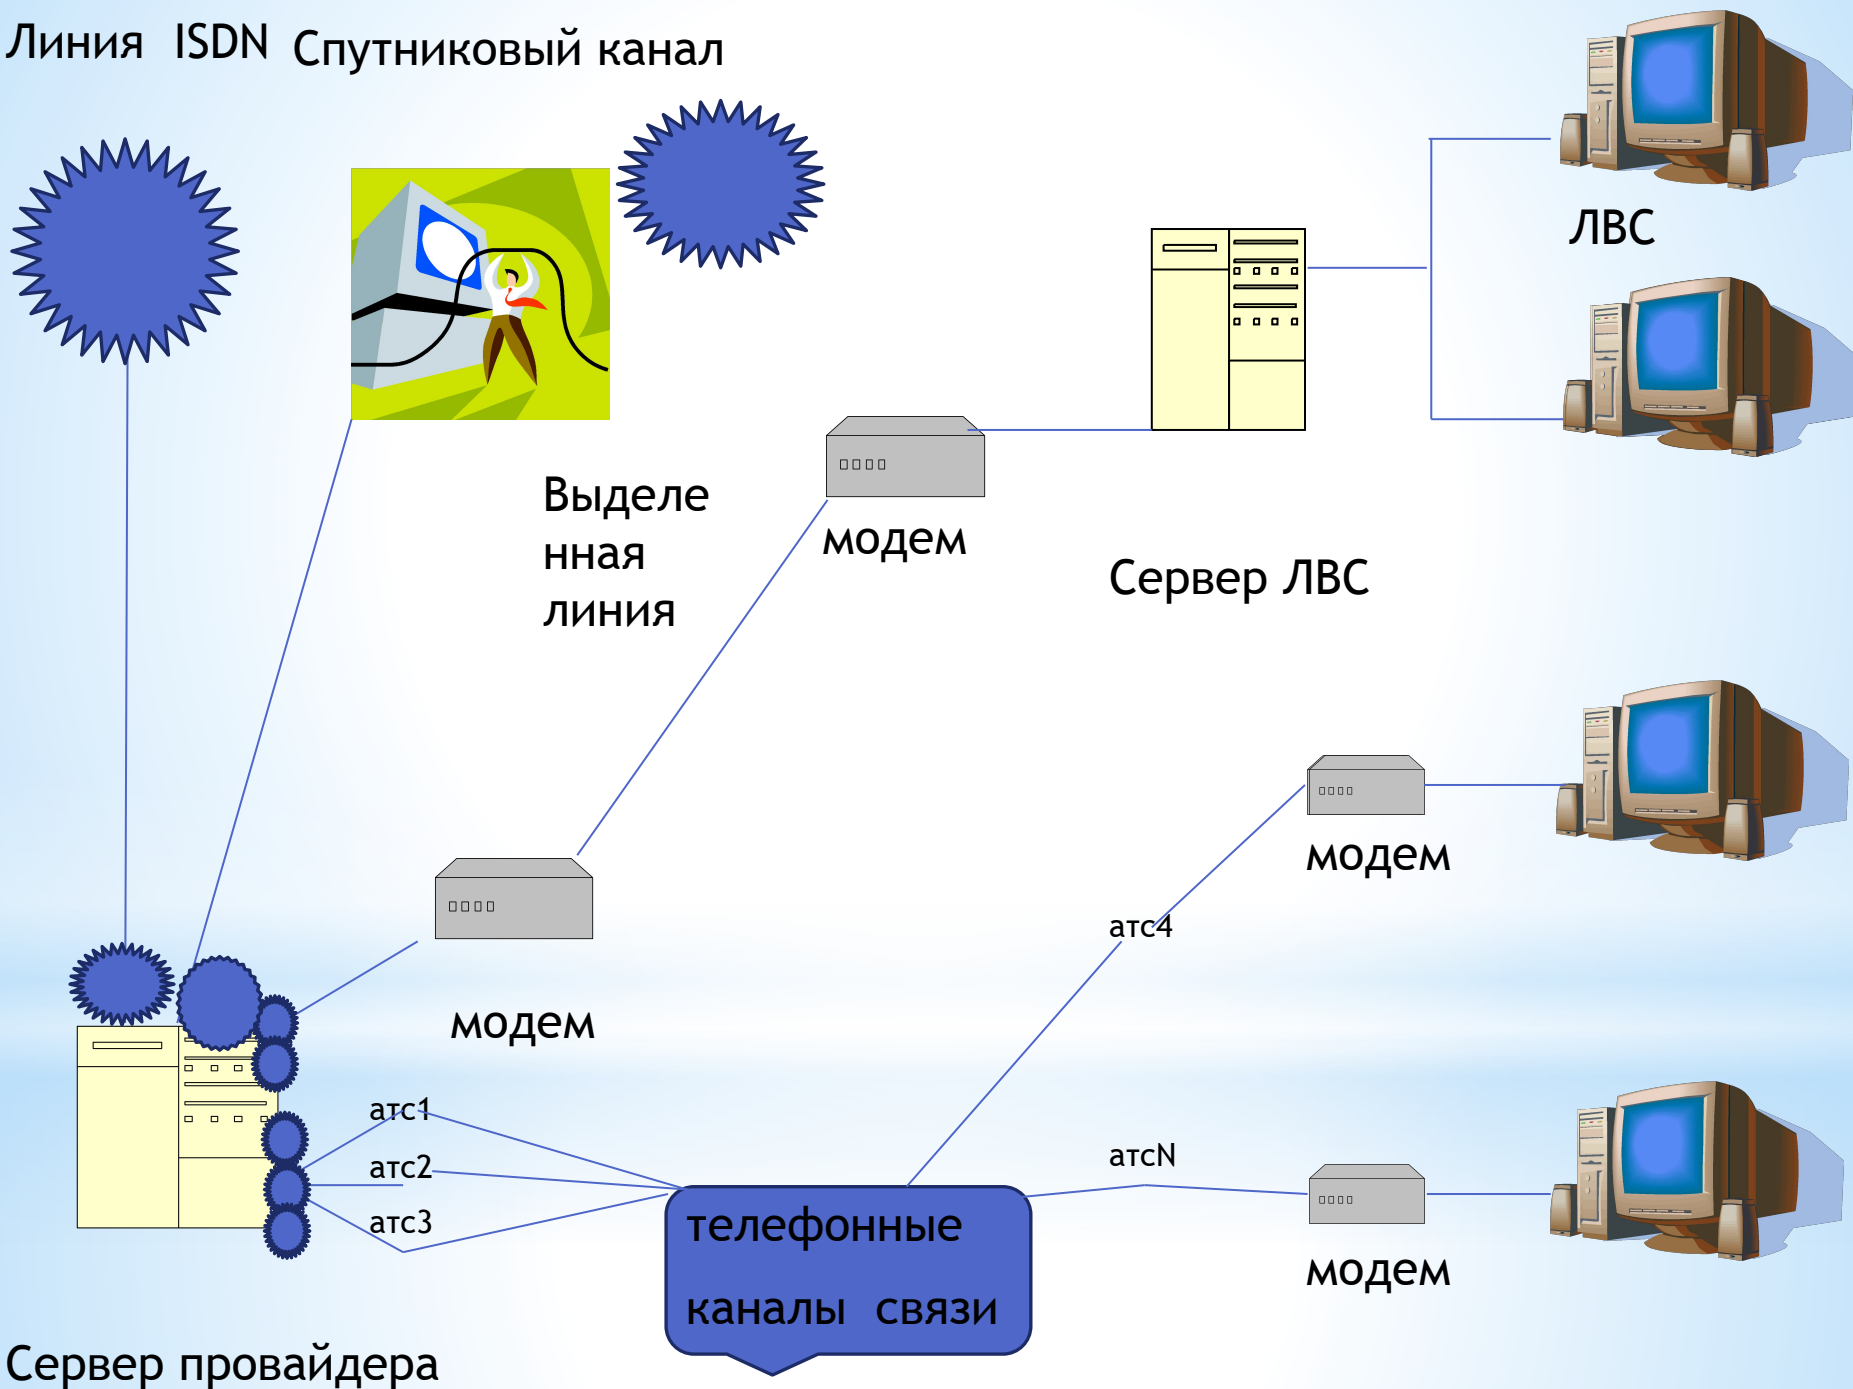 Линия ISDN
Спутниковый канал
ЛВС
Выделе
нная
линия
модем
Сервер ЛВС
модем
атс4
модем
атс1
атс2
атс3
атсN
телефонные
каналы связи
модем
Сервер провайдера